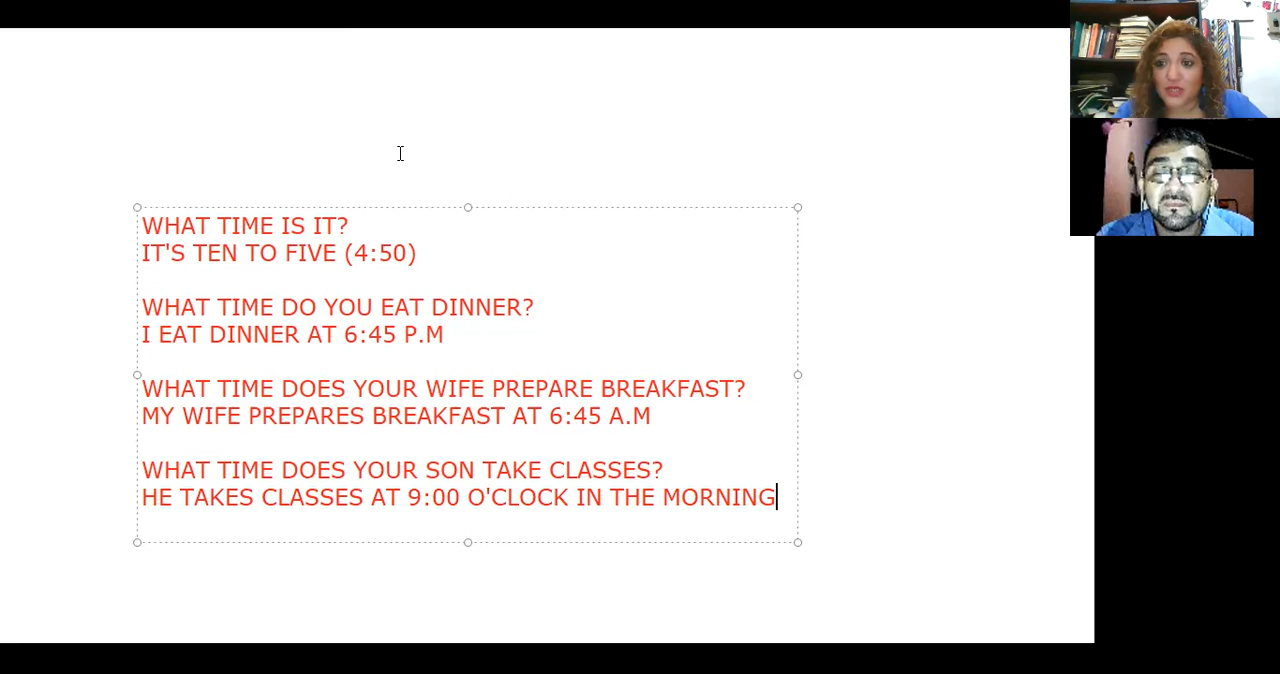 WHAT TIME IS IT?
IT'S TEN TO FIVE (4:50)
WHAT TIME DO YOU EAT DINNER?
I EAT DINNER AT 6:45 P.M
WHAT TIME DOES YOUR WIFE PREPARE BREAKFAST?
MY WIFE PREPARES BREAKFAST AT 6:45 A.M
WHAT TIME DOES YOUR SON TAKE CLASSES?
HE TAKES CLASSES AT 9:00 O'CLOCK IN THE MORNING